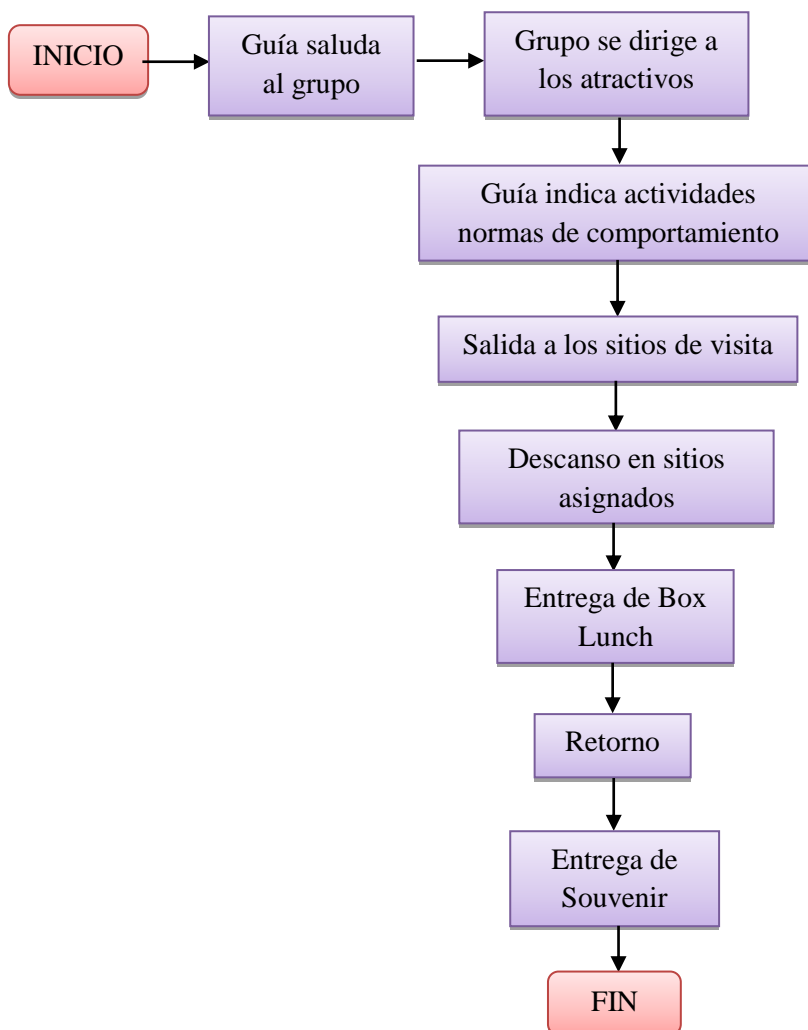 INICIO
Guía saluda
al grupo
Grupo se dirige a
los atractivos
Guía indica actividades
normas de comportamiento
Salida a los sitios de visita
Descanso en sitios
asignados
Entrega de Box
Lunch
Retorno
Entrega de
Souvenir
FIN